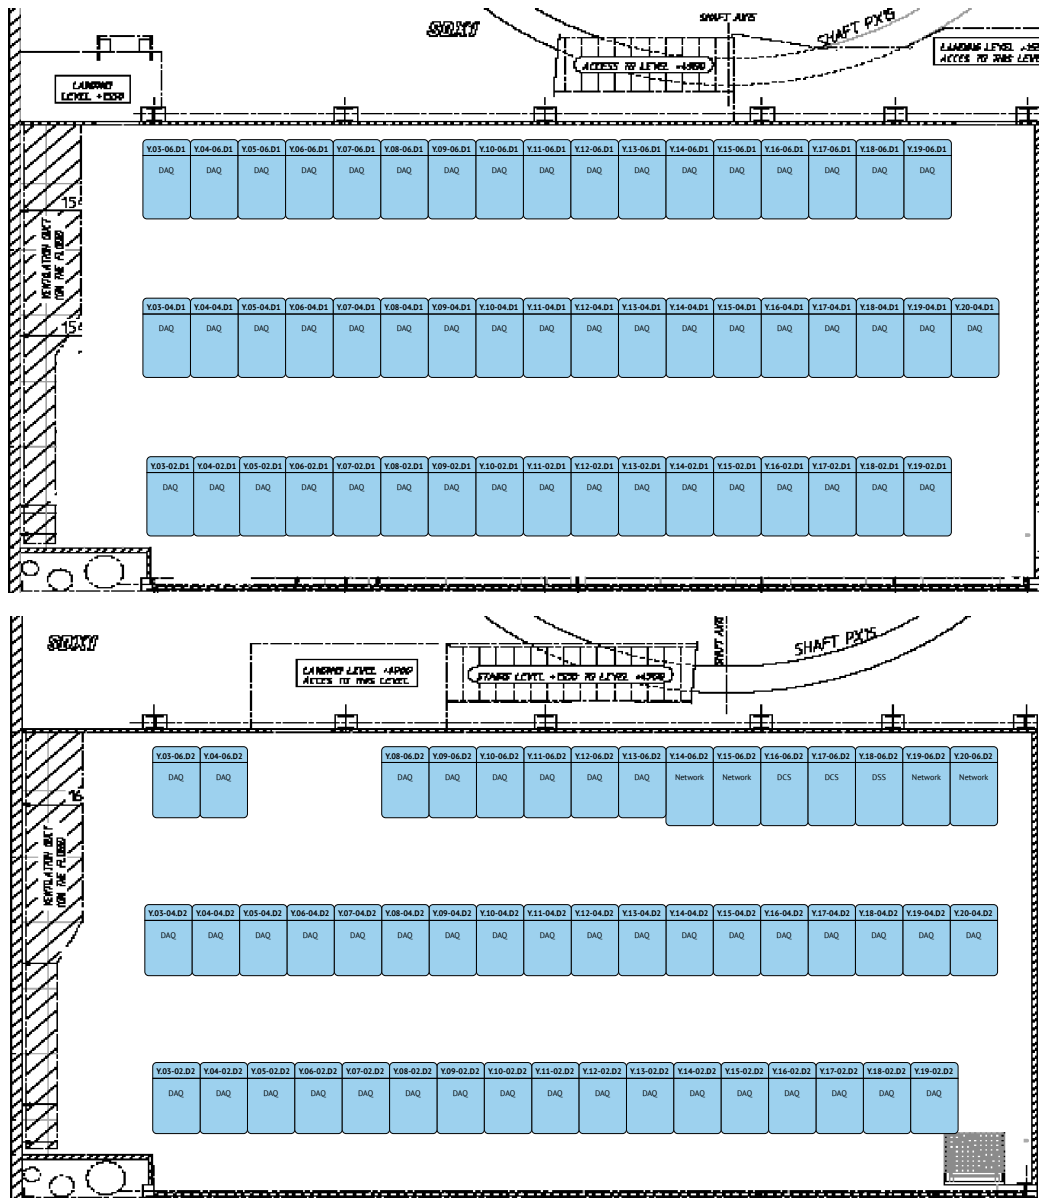 SDX1
SHAFT AXIS
SHAFT PX15
ACCESS TO LEVEL +4900
LANDING
LEVEL +1550
LANDING LEVEL
ACCES TO THIS LEVE
Y.03-06.D1 Y.04-06.D1 Y.05-06.D1 Y.06-06.D1 Y.07-06.D1 Y.08-06.D1 Y.09-06.D1 Y.10-06.D1 Y.11-06.D1 Y.12-06.D1 Y.13-06.D1 Y.14-06.D1 Y.15-06.D1 Y.16-06.D1 Y.17-06.D1 Y.18-06.D1 Y.19-06.D1
DAQ DAQ DAQ DAQ DAQ DAQ DAQ DAQ DAQ DAQ DAQ DAQ DAQ DAQ DAQ DAQ DAQ
15
VENTILATION DUCT
Y.03-04.D1 Y.04-04.D1 Y.05-04.D1 Y.06-04.D1 Y.07-04.D1 Y.08-04.D1 Y.09-04.D1 Y.10-04.D1 Y.11-04.D1 Y.12-04.D1 Y.13-04.D1 Y.14-04.D1 Y.15-04.D1 Y.16-04.D1 Y.17-04.D1 Y.18-04.D1 Y.19-04.D1 Y.20-04.D1
DAQ DAQ DAQ DAQ DAQ DAQ DAQ DAQ DAQ DAQ DAQ DAQ DAQ DAQ DAQ DAQ DAQ DAQ
15
Y.03-02.D1 Y.04-02.D1 Y.05-02.D1 Y.06-02.D1 Y.07-02.D1 Y.08-02.D1 Y.09-02.D1 Y.10-02.D1 Y.11-02.D1 Y.12-02.D1 Y.13-02.D1 Y.14-02.D1 Y.15-02.D1 Y.16-02.D1 Y.17-02.D1 Y.18-02.D1 Y.19-02.D1
DAQ DAQ DAQ DAQ DAQ DAQ DAQ DAQ DAQ DAQ DAQ DAQ DAQ DAQ DAQ DAQ DAQ
SDX1
SHAFT AXIS
SHAFT PX15
LANDING LEVEL +4900
ACCES TO THIS LEVEL
STAIRS LEVEL +1550 TO LEVEL +4900
Y.03-06.D2 Y.04-06.D2 Y.08-06.D2 Y.09-06.D2 Y.10-06.D2 Y.11-06.D2 Y.12-06.D2 Y.13-06.D2 Y.14-06.D2 Y.15-06.D2 Y.16-06.D2 Y.17-06.D2 Y.18-06.D2 Y.19-06.D2 Y.20-06.D2
DAQ DAQ DAQ DAQ DAQ DAQ DAQ DAQ Network Network DCS DCS DSS Network Network
VENTILATION DUCT
Y.03-04.D2 Y.04-04.D2 Y.05-04.D2 Y.06-04.D2 Y.07-04.D2 Y.08-04.D2 Y.09-04.D2 Y.10-04.D2 Y.11-04.D2 Y.12-04.D2 Y.13-04.D2 Y.14-04.D2 Y.15-04.D2 Y.16-04.D2 Y.17-04.D2 Y.18-04.D2 Y.19-04.D2 Y.20-04.D2
DAQ DAQ DAQ DAQ DAQ DAQ DAQ DAQ DAQ DAQ DAQ DAQ DAQ DAQ DAQ DAQ DAQ DAQ
Y.03-02.D2 Y.04-02.D2 Y.05-02.D2 Y.06-02.D2 Y.07-02.D2 Y.08-02.D2 Y.09-02.D2 Y.10-02.D2 Y.11-02.D2 Y.12-02.D2 Y.13-02.D2 Y.14-02.D2 Y.15-02.D2 Y.16-02.D2 Y.17-02.D2 Y.18-02.D2 Y.19-02.D2
DAQ DAQ DAQ DAQ DAQ DAQ DAQ DAQ DAQ DAQ DAQ DAQ DAQ DAQ DAQ DAQ DAQ